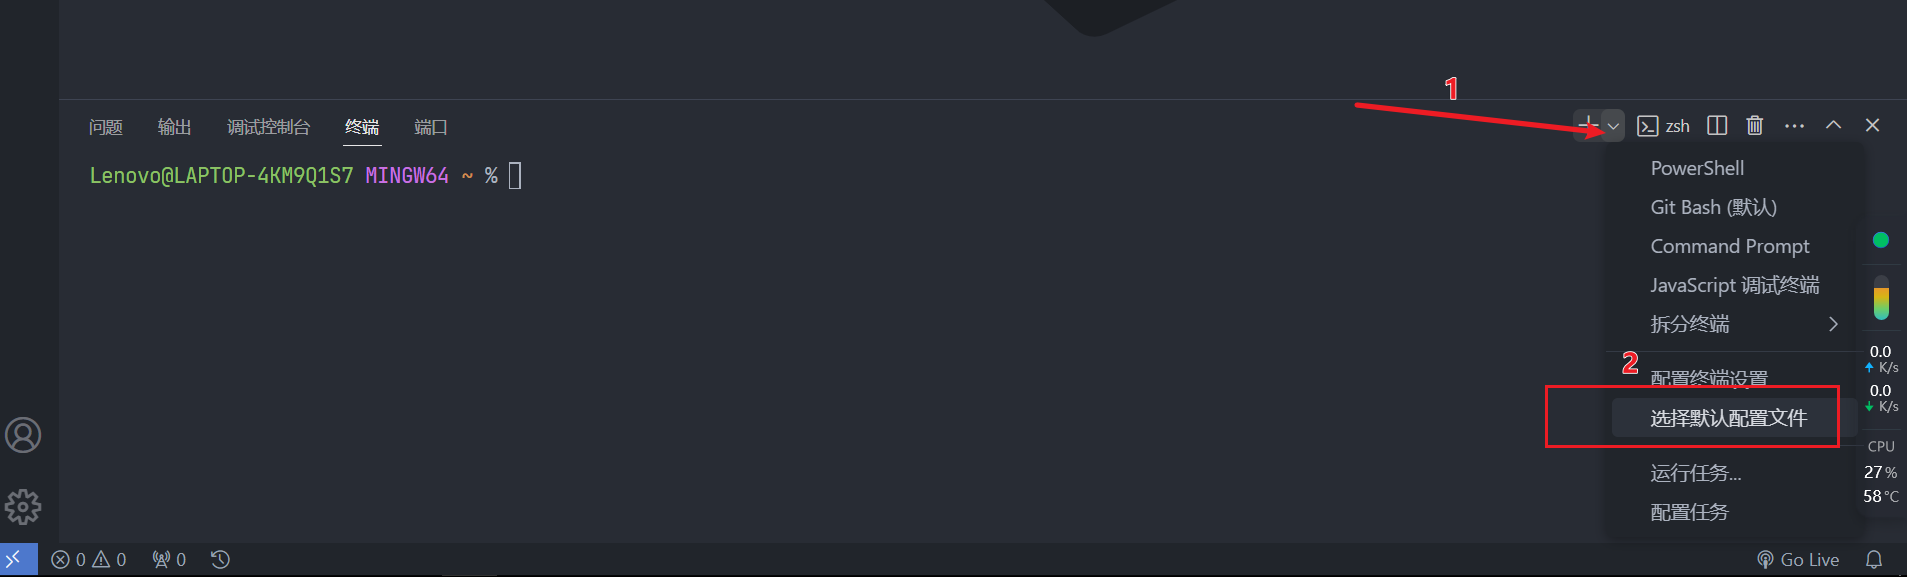 1
问题 输出 调试控制台 终端 端口 zsh
Lenovo@LAPTOP-4KM9Q1S7 MINGW64 ~ %
PowerShell
Git Bash (默认)
Command Prompt
JavaScript 调试终端
拆分终端
2
配置终端设置
选择默认配置文件
运行任务...
配置任务
0.0
K/s
0.0
K/s
CPU
27%
58°C
0 0 0 Go Live